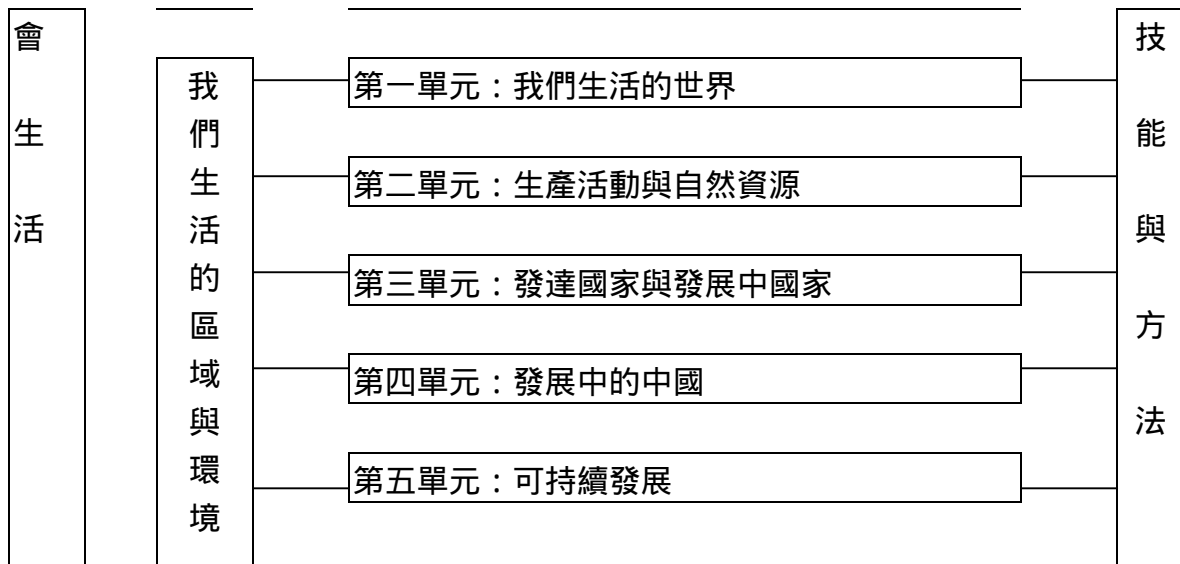 會生活
我們生活的區域與環境
第一單元：我們生活的世界
第二單元：生產活動與自然資源
第三單元：發達國家與發展中國家
第四單元：發展中的中國
第五單元：可持續發展
技能與方法